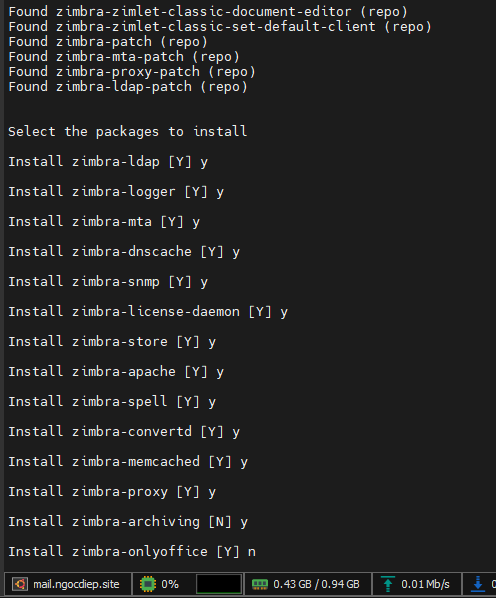 Found zimbra-zimlet-classic-document-editor (repo)
Found zimbra-zimlet-classic-set-default-client (repo)
Found zimbra-patch (repo)
Found zimbra-mta-patch (repo)
Found zimbra-proxy-patch (repo)
Found zimbra-ldap-patch (repo)
Select the packages to install
Install zimbra-ldap [Y] y
Install zimbra-logger [Y] y
Install zimbra-mta [Y] y
Install zimbra-dnscache [Y] y
Install zimbra-snmp [Y] y
Install zimbra-license-daemon [Y] y
Install zimbra-store [Y] y
Install zimbra-apache [Y] y
Install zimbra-spell [Y] y
Install zimbra-convertd [Y] y
Install zimbra-memcached [Y] y
Install zimbra-proxy [Y] y
Install zimbra-archiving [N] y
Install zimbra-onlyoffice [Y] n
mail.ngocdiep.site 0% 0.43 GB / 0.94 GB 0.01 Mb/s